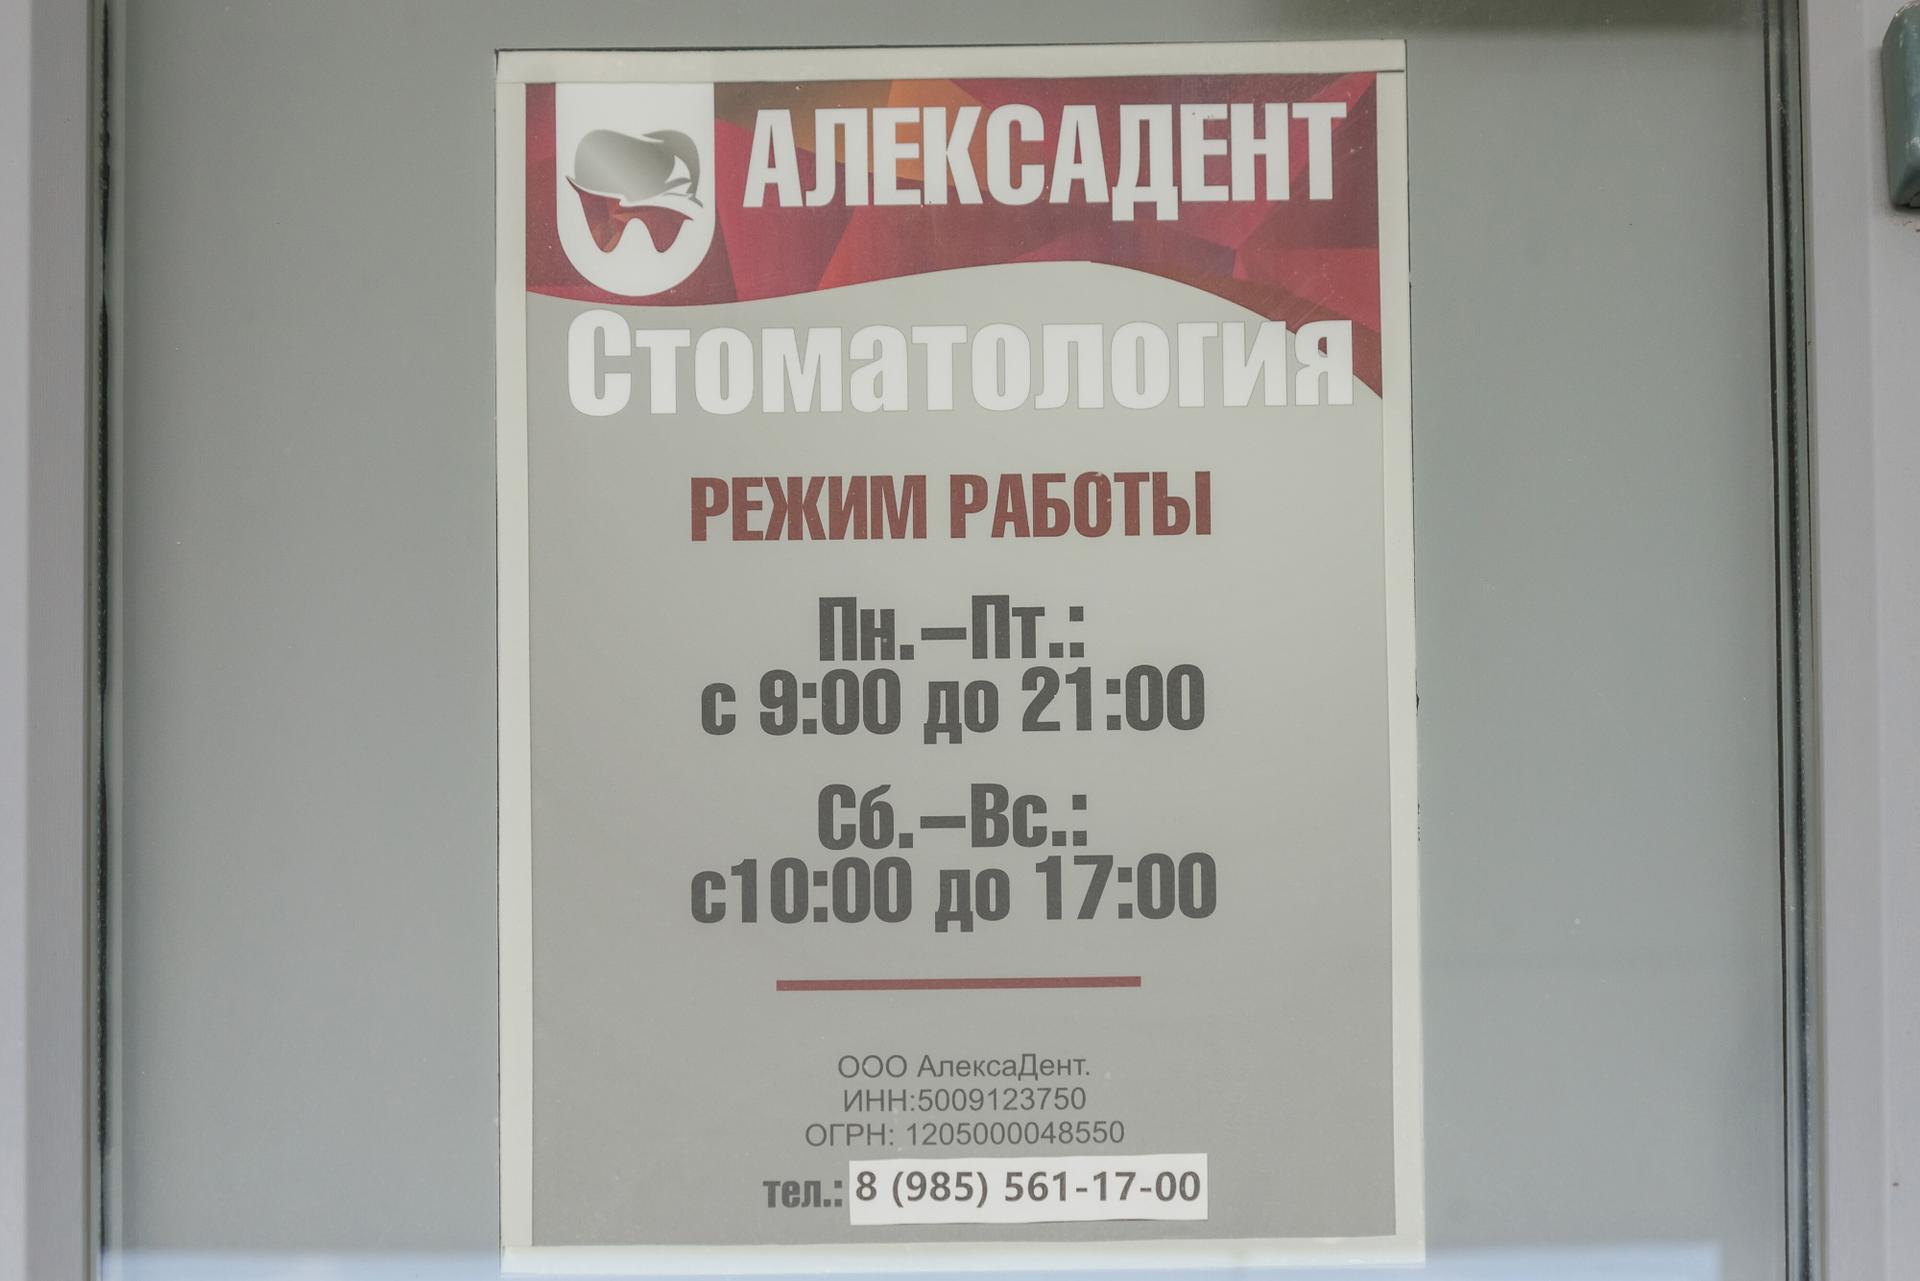 АЛЕКСАДЕНТ
Стоматология
РЕЖИМ РАБОТЫ
Пн.–Пт.:
с 9:00 до 21:00
Сб.–Вс.:
с10:00 до 17:00
ООО АлексаДент.
ИНН:5009123750
ОГРН: 1205000048550
тел.: 8 (985) 561-17-00